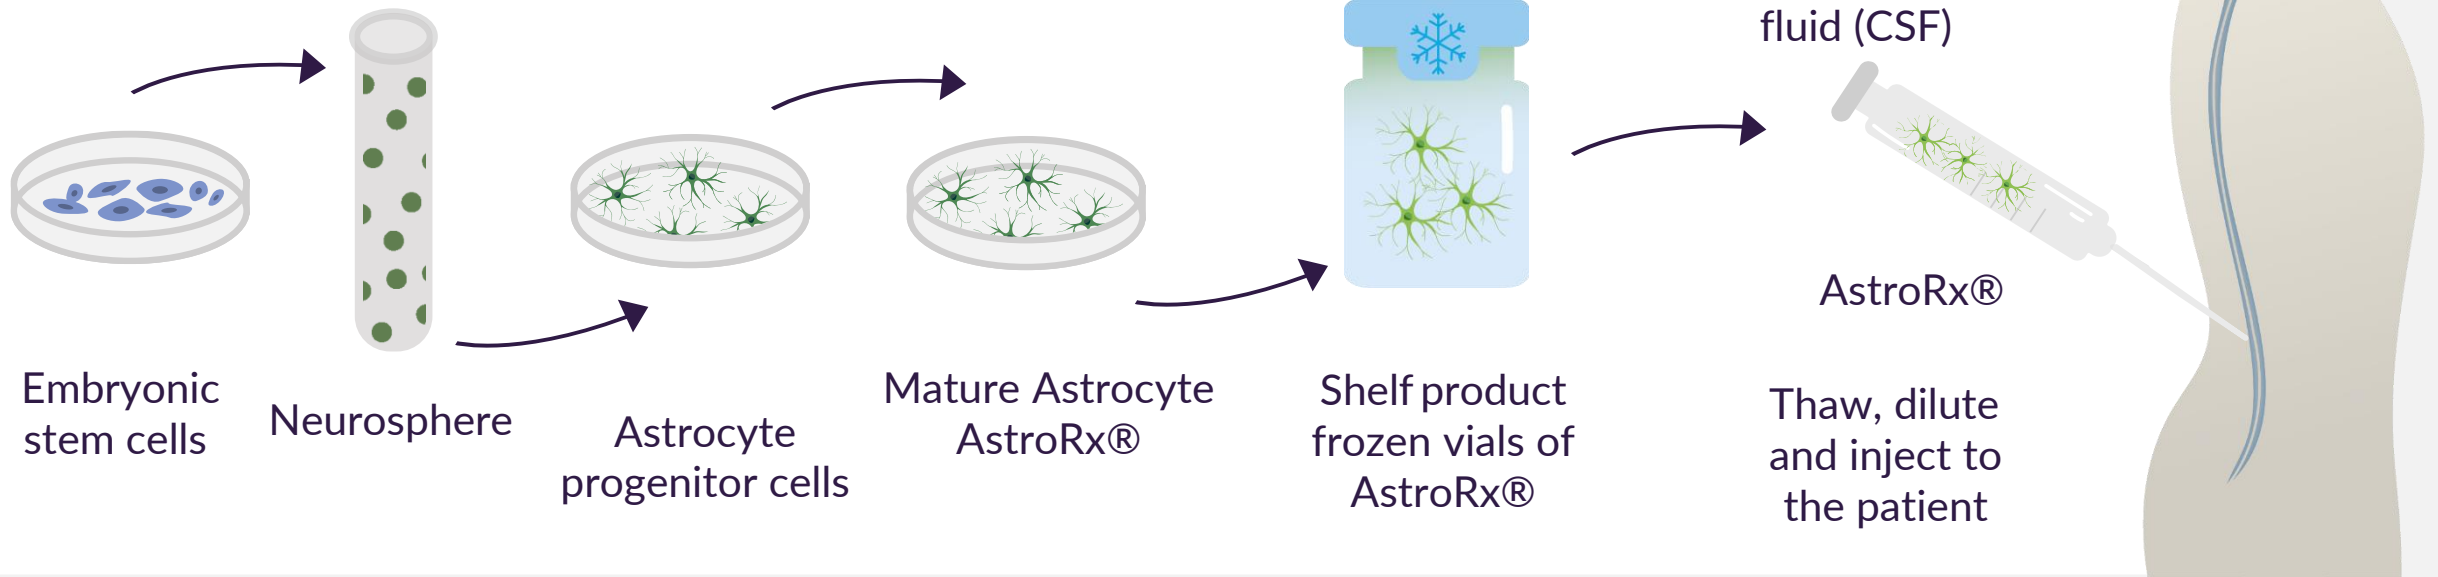 Embryonic
stem cells
Neurosphere
Astrocyte
progenitor cells
Mature Astrocyte
AstroRx®
Shelf product
frozen vials of
AstroRx®
fluid (CSF)
AstroRx®
Thaw, dilute
and inject to
the patient